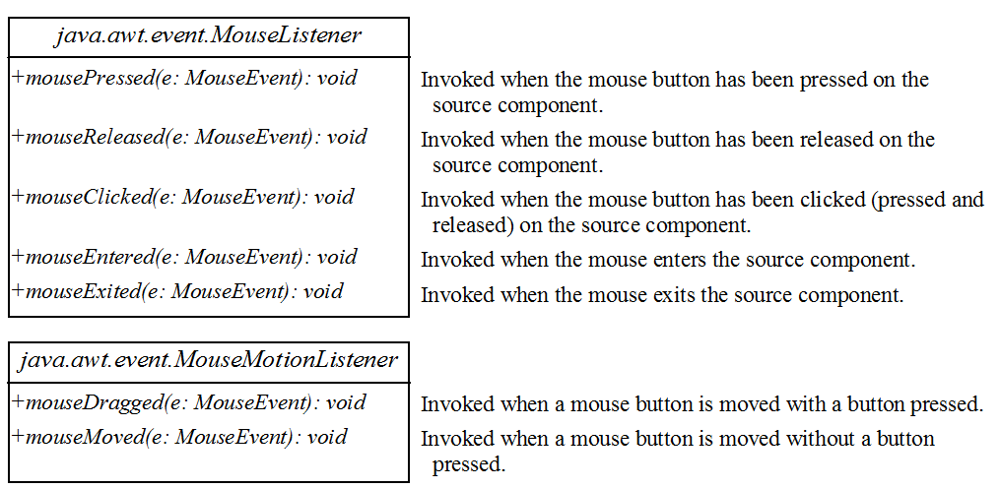 java.awt.event.MouseListener
+mousePressed(e: MouseEvent): void
Invoked when the mouse button has been pressed on the
source component.
+mouseReleased(e: MouseEvent): void
Invoked when the mouse button has been released on the
source component.
+mouseClicked(e: MouseEvent): void
Invoked when the mouse button has been clicked (pressed and
released) on the source component.
+mouseEntered(e: MouseEvent): void
Invoked when the mouse enters the source component.
+mouseExited(e: MouseEvent): void
Invoked when the mouse exits the source component.
java.awt.event.MouseMotionListener
+mouseDragged(e: MouseEvent): void
Invoked when a mouse button is moved with a button pressed.
+mouseMoved(e: MouseEvent): void
Invoked when a mouse button is moved without a button
pressed.